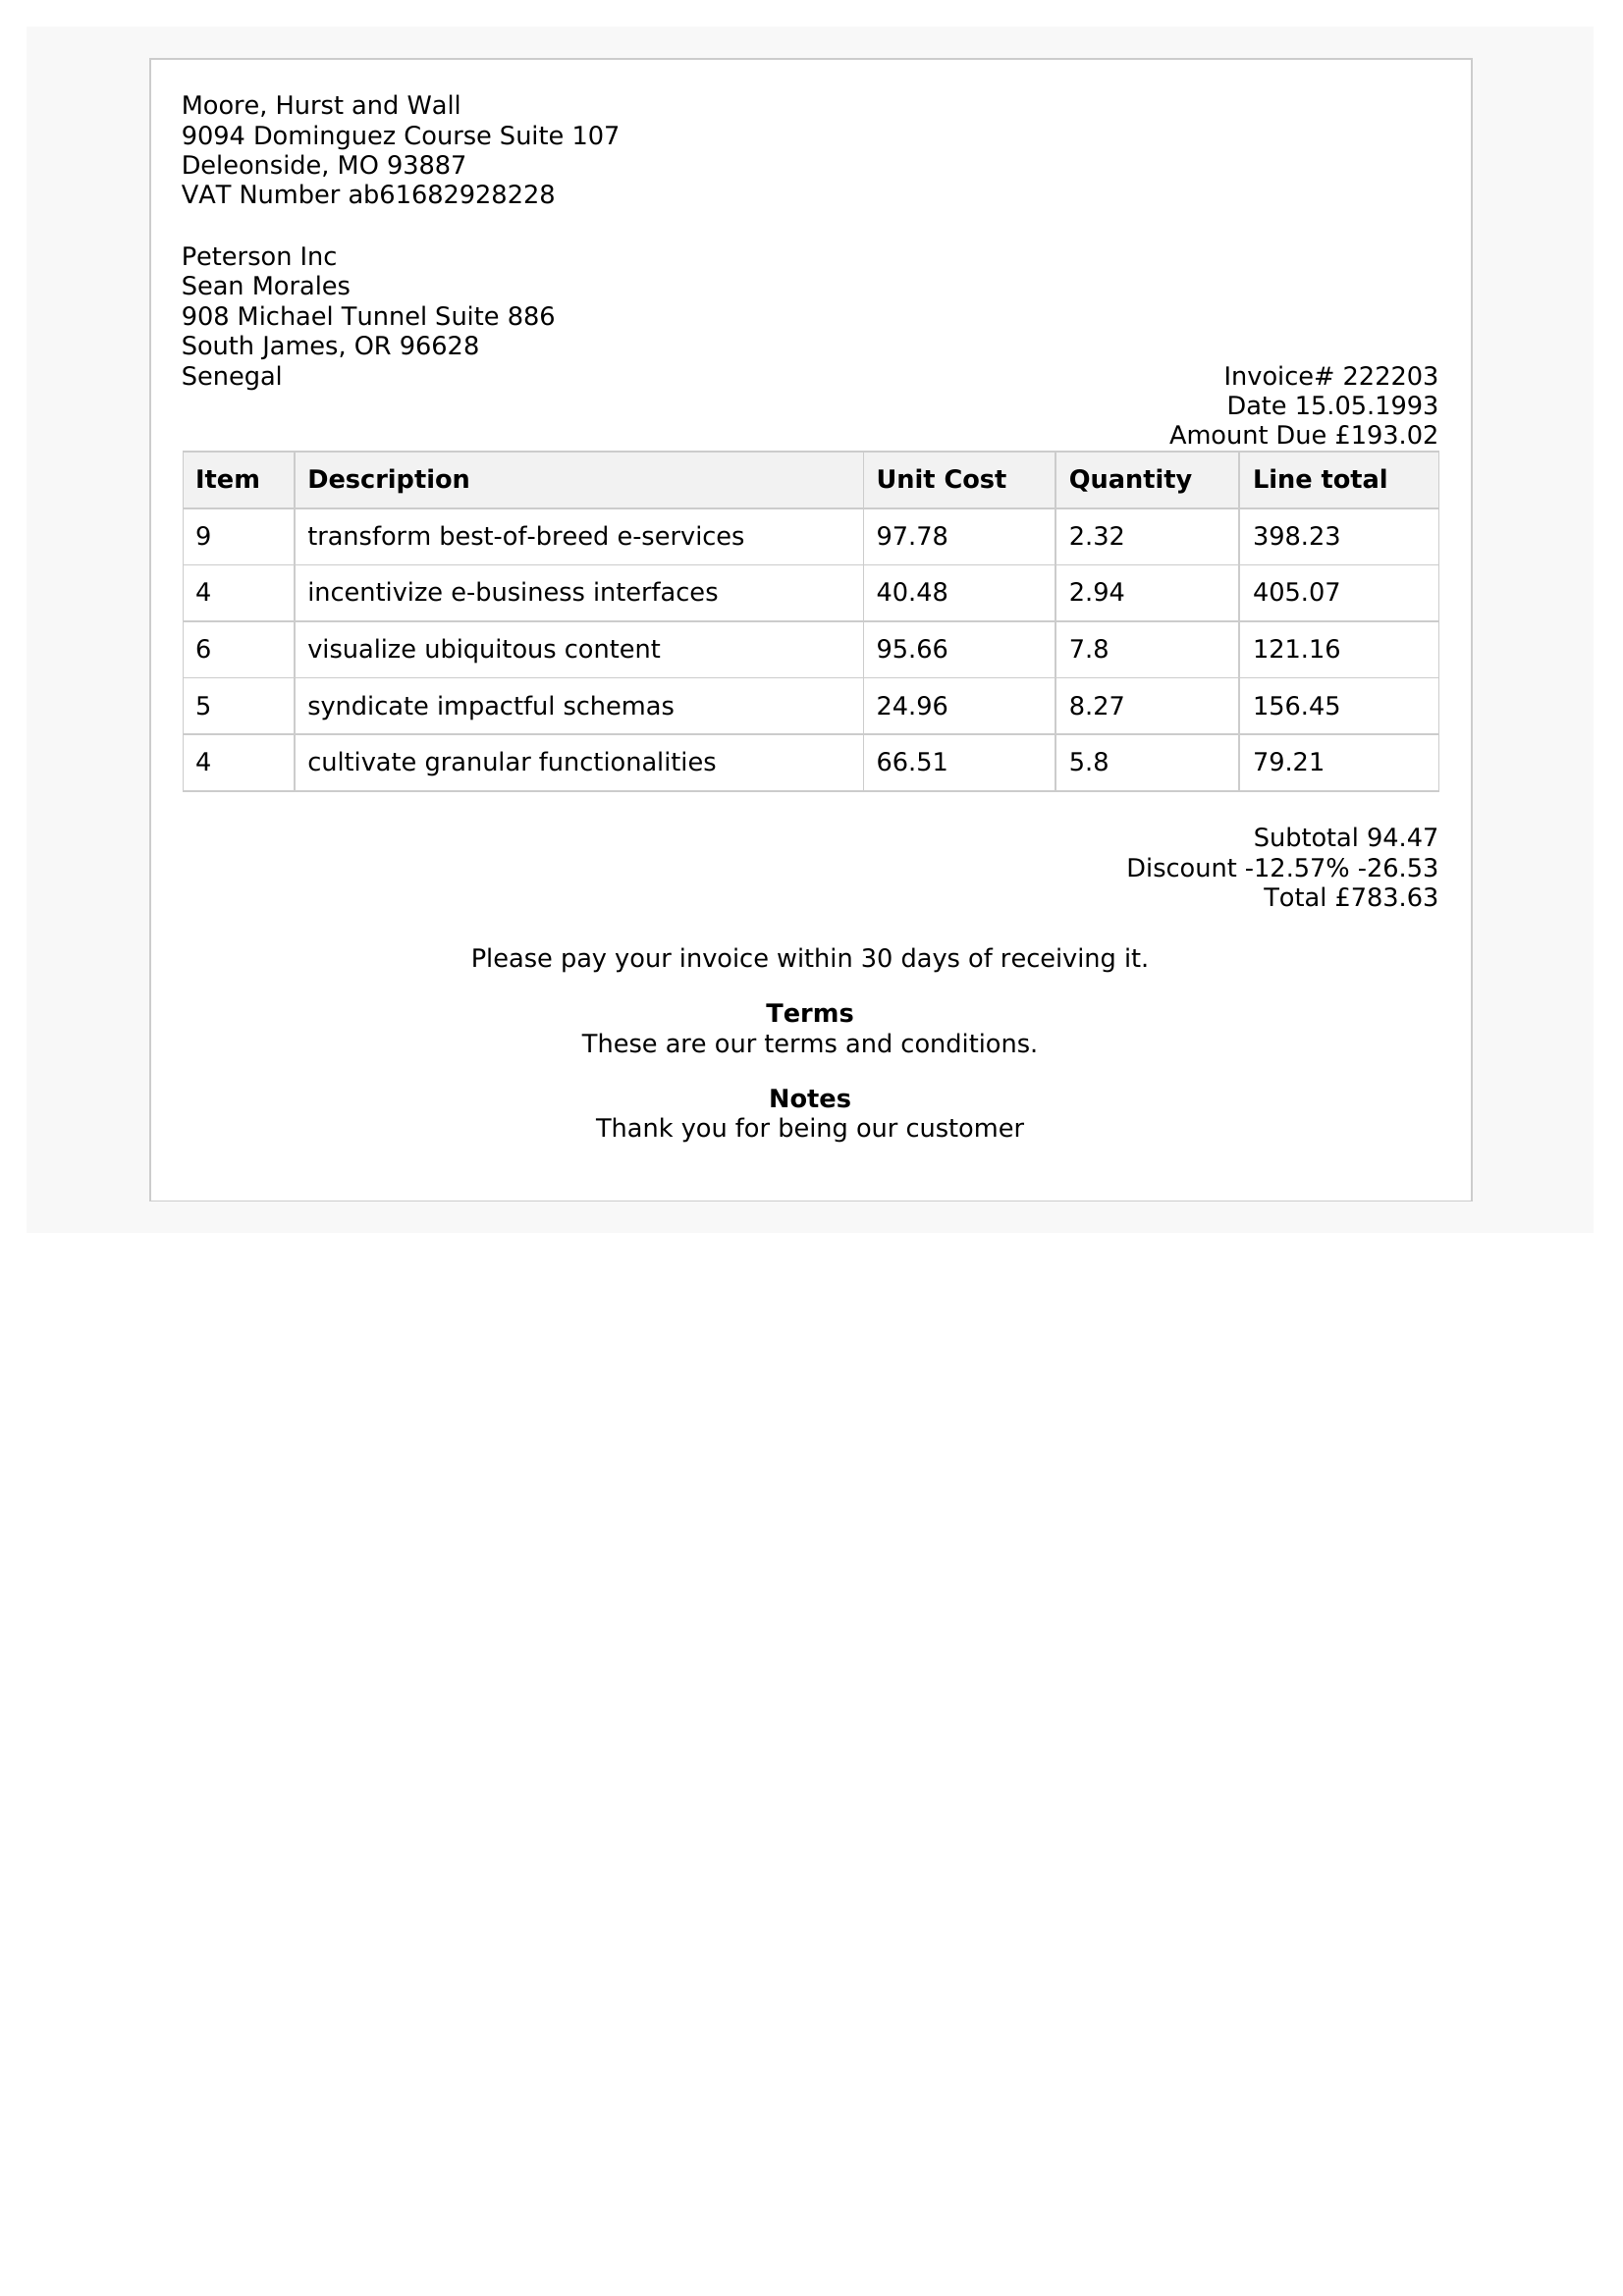 Moore, Hurst and Wall
9094 Dominguez Course Suite 107
Deleonside, MO 93887
VAT Number ab61682928228
Peterson Inc
Sean Morales
908 Michael Tunnel Suite 886
South James, OR 96628
Senegal
Invoice# 222203
Date 15.05.1993
Amount Due £193.02
Item Description Unit Cost Quantity Line total
9 transform best-of-breed e-services 97.78 2.32 398.23
4 incentivize e-business interfaces 40.48 2.94 405.07
6 visualize ubiquitous content 95.66 7.8 121.16
5 syndicate impactful schemas 24.96 8.27 156.45
4 cultivate granular functionalities 66.51 5.8 79.21
Subtotal 94.47
Discount -12.57% -26.53
Total £783.63
Please pay your invoice within 30 days of receiving it.
Terms
These are our terms and conditions.
Notes
Thank you for being our customer